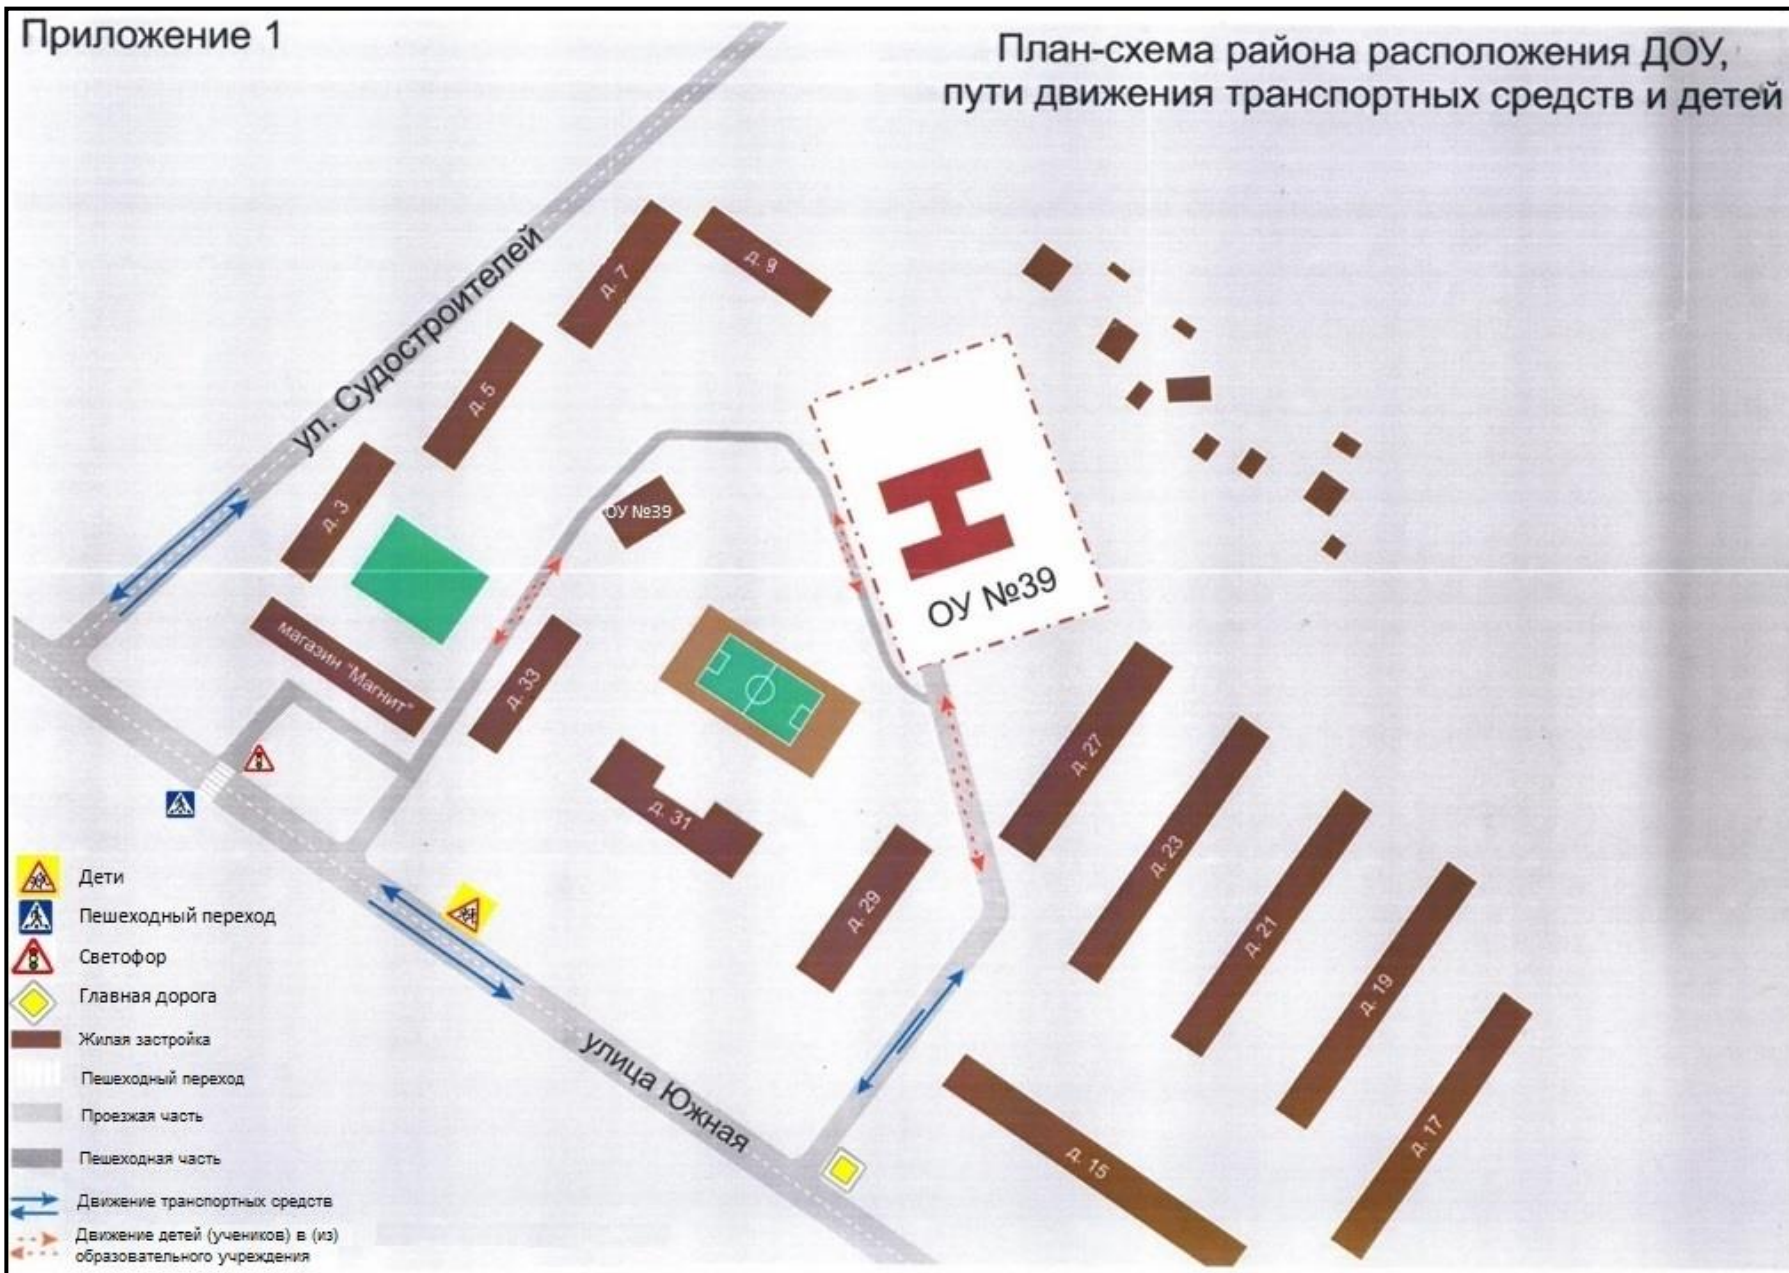 Приложение 1
План-схема района расположения ДОУ,
пути движения транспортных средств и детей
ул. Судостроителей
д. 7
д. 9
д. 5
д. 3
ОУ №39
ОУ №39
магазин "Магнит"
д. 33
д. 31
д. 29
д. 27
д. 23
д. 21
д. 19
д. 17
д. 15
улица Южная
Дети
Пешеходный переход
Светофор
Главная дорога
Жилая застройка
Пешеходный переход
Проезжая часть
Пешеходная часть
Движение транспортных средств
Движение детей (учеников) в (из)
образовательного учреждения